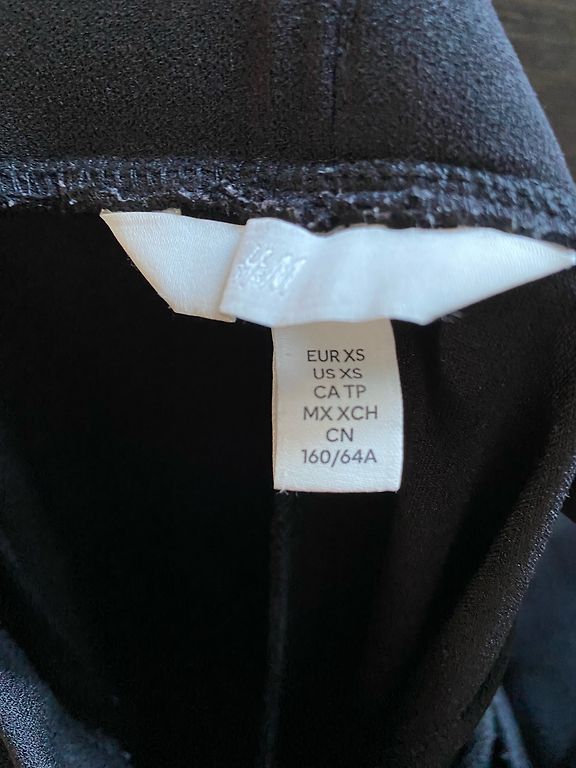 H&M
EUR XS
US XS
CA TP
MX XCH
CN
160/64A